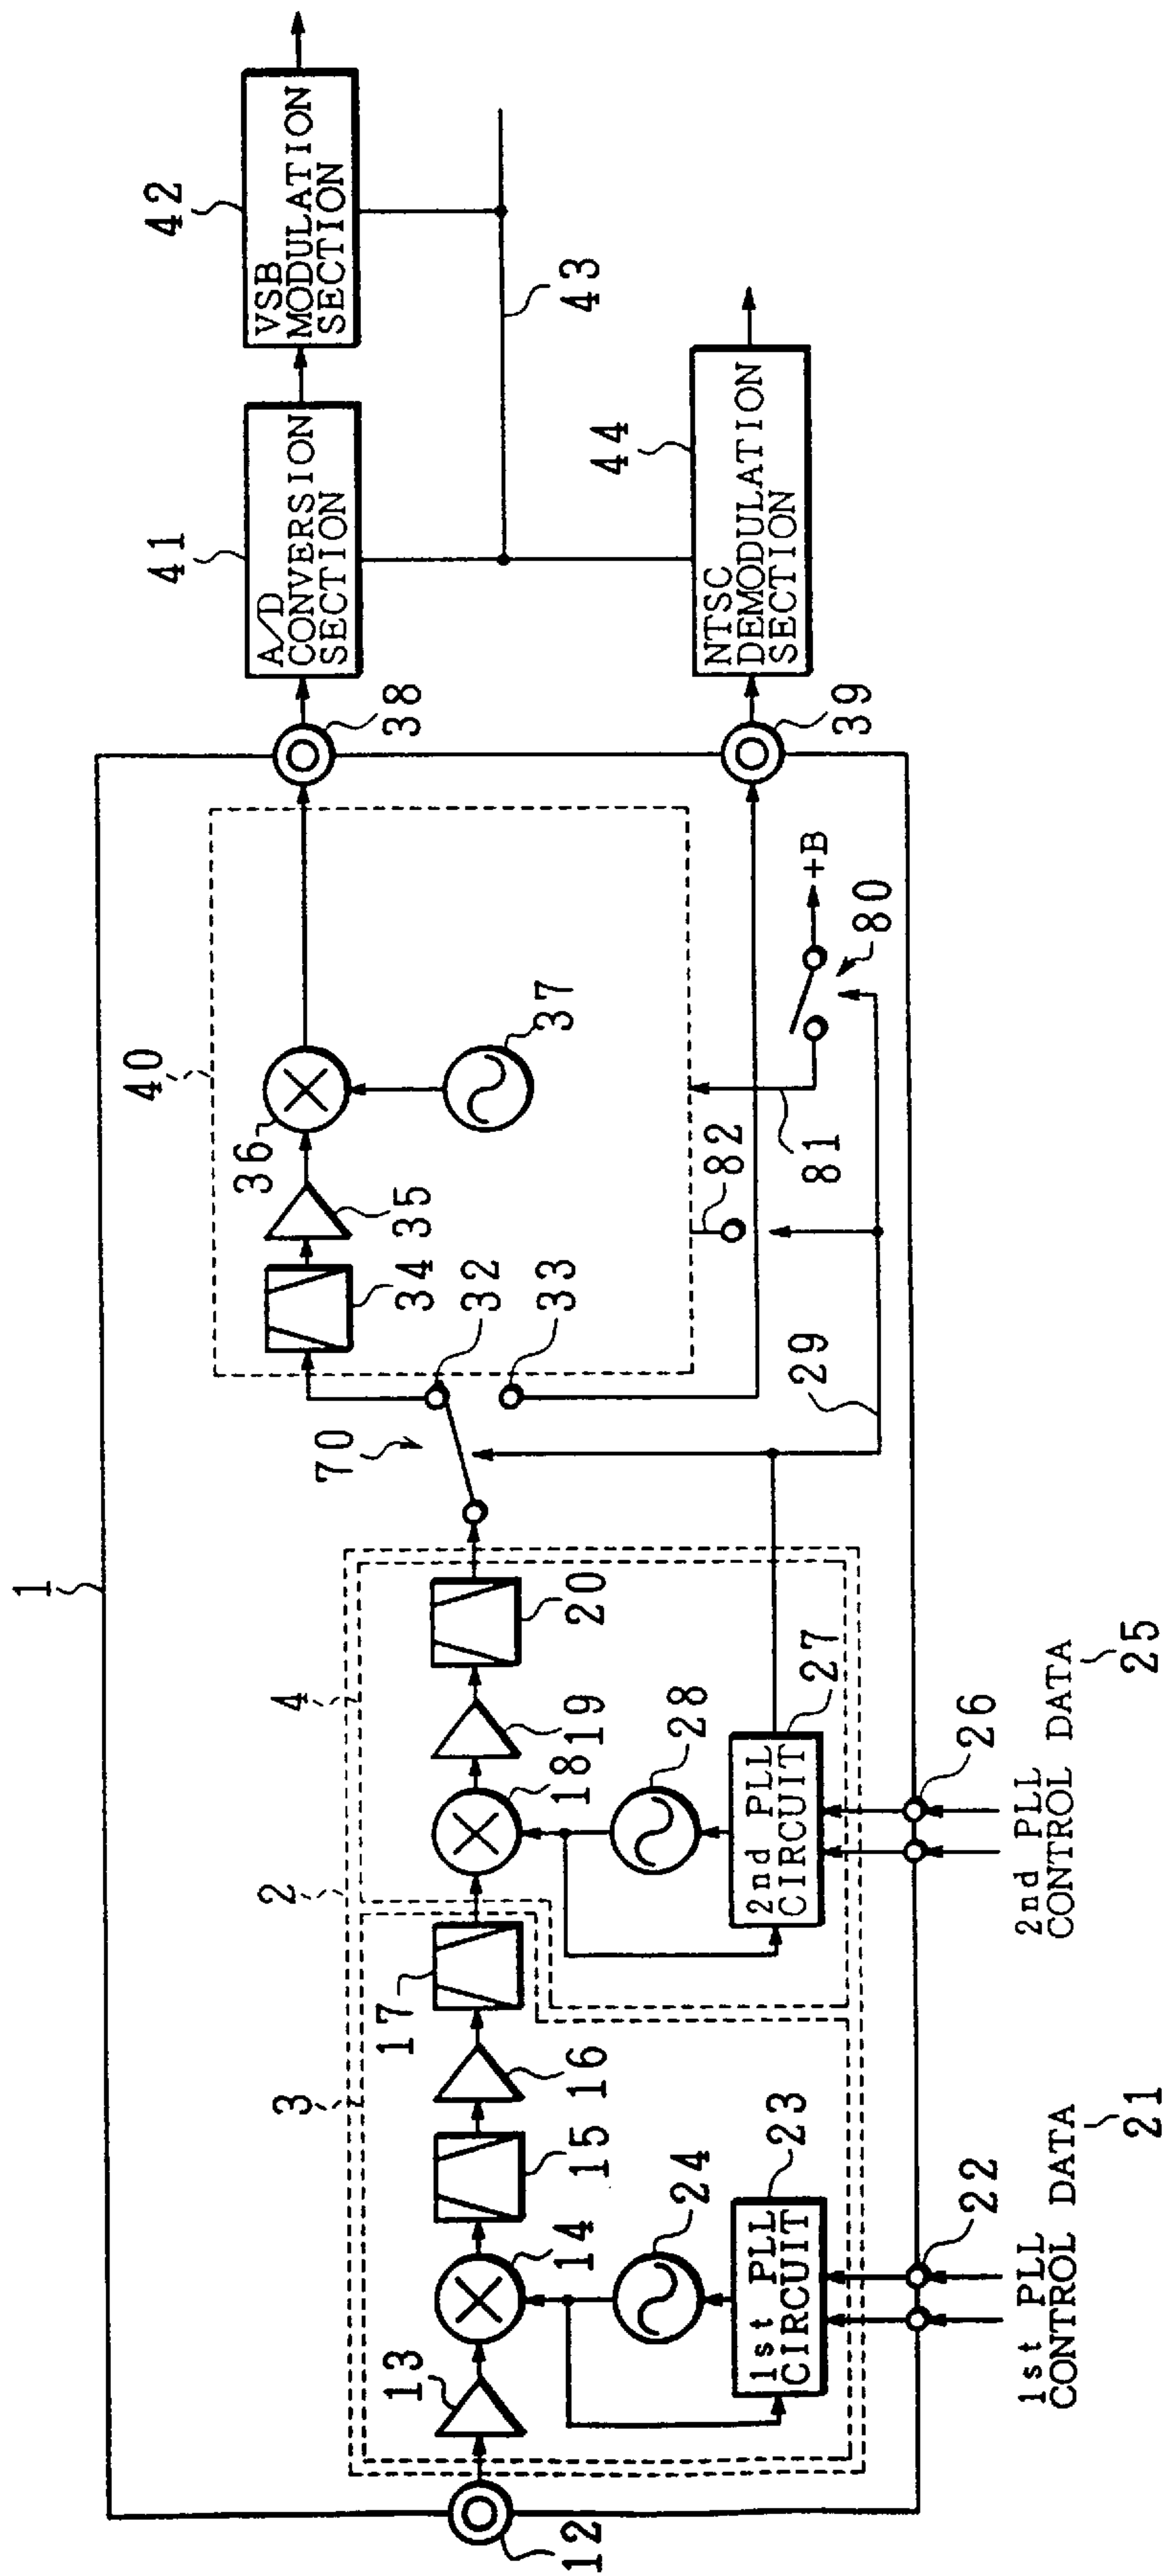 1
42
VSB
MODULATION
SECTION
41
A/D
CONVERSION
SECTION
43
44
NTSC
DEMODULATION
SECTION
38
39
40
36
35
34
37
32
33
70
82
81
80
+B
29
2
3
4
12
13
14
15
16
17
18
19
20
24
23
1st PLL
CIRCUIT
28
27
2nd PLL
CIRCUIT
22
1st PLL
CONTROL DATA
21
26
2nd PLL
CONTROL DATA
25